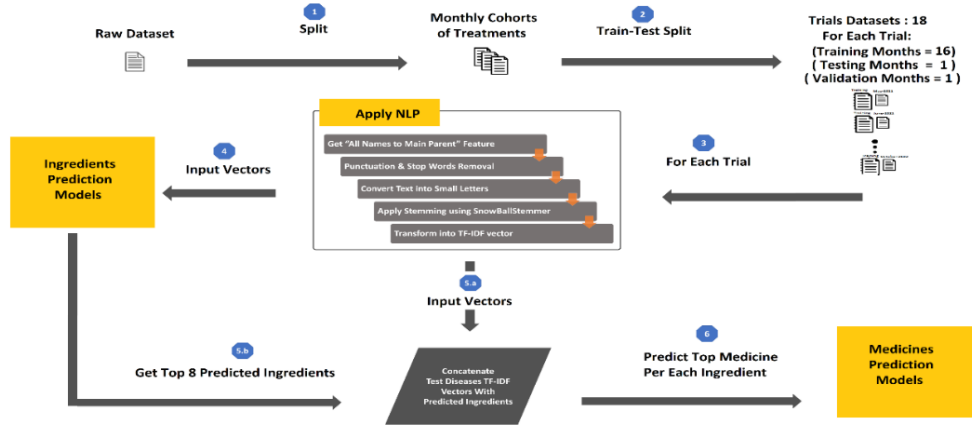 1
Split
Raw Dataset
Monthly Cohorts
of Treatments
2
Train-Test Split
Trials Datasets : 18
For Each Trial:
(Training Months = 16)
( Testing Months = 1 )
( Validation Months = 1 )
Training
Training
3
For Each Trial
Apply NLP
Get "All Names to Main Parent" Feature
Punctuation & Stop Words Removal
Convert Text Into Small Letters
Apply Stemming using SnowBallStemmer
Transform into TF-IDF vector
4
Input Vectors
Ingredients
Prediction
Models
5.a
Input Vectors
5.b
Get Top 8 Predicted Ingredients
Concatenate
Test Diseases TF-IDF
Vectors With
Predicted Ingredients
6
Predict Top Medicine
Per Each Ingredient
Medicines
Prediction
Models